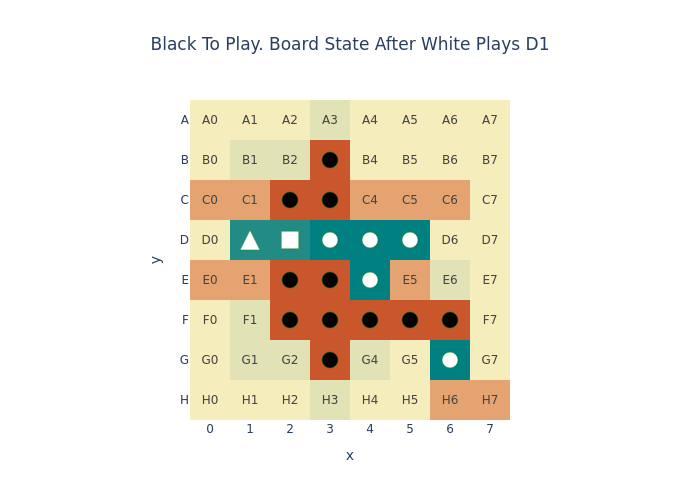 Black To Play. Board State After White Plays D1
A A0 A1 A2 A3 A4 A5 A6 A7
B B0 B1 B2 B4 B5 B6 B7
C C0 C1 C4 C5 C6 C7
D D0 D6 D7
y
E E0 E1 E5 E6 E7
F F0 F1 F7
G G0 G1 G2 G4 G5 G7
H H0 H1 H2 H3 H4 H5 H6 H7
0 1 2 3 4 5 6 7
x